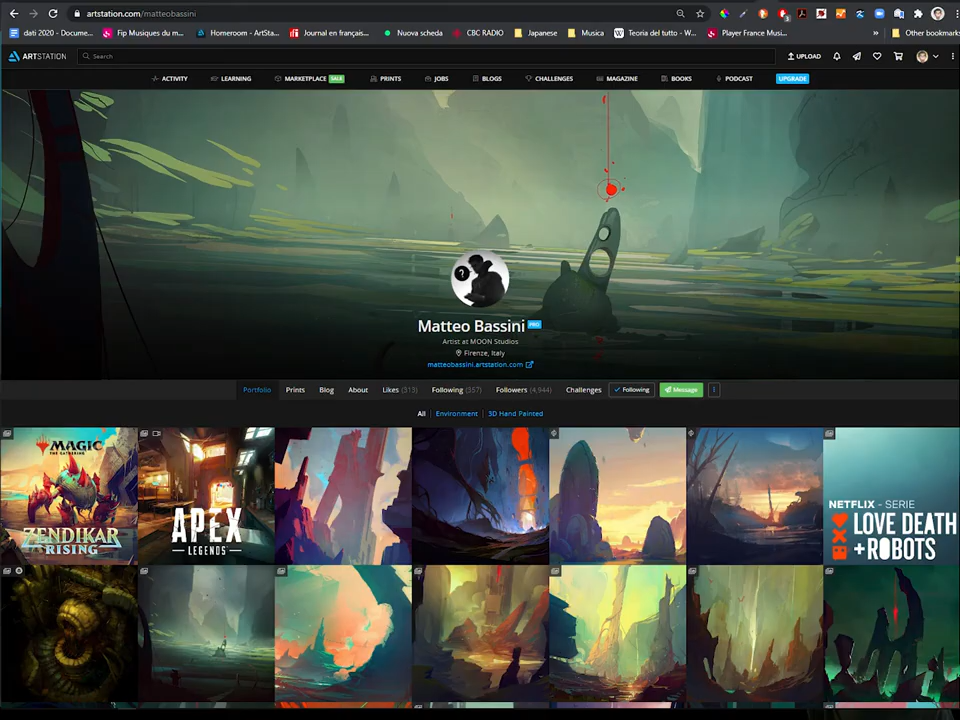 artstation.com/matteobassini
dati 2020 - Docume... Fip Musiques du m... Homeroom - ArtSta... Journal en français... Nuova scheda CBC RADIO Japanese Musica Teoria del tutto - W... Player France Musi... » Other bookmarks
ARTSTATION Search UPLOAD
ACTIVITY LEARNING MARKETPLACE SALE PRINTS JOBS BLOGS CHALLENGES MAGAZINE BOOKS PODCAST UPGRADE
?
Matteo Bassini PRO
Artist at MOON Studios
Firenze, Italy
matteobassini.artstation.com
Portfolio Prints Blog About Likes (313) Following (357) Followers (4,944) Challenges Following Message
All Environment 3D Hand Painted
MAGIC
THE GATHERING
ZENDIKAR
RISING
APEX
LEGENDS
NETFLIX - SERIE
LOVE DEATH
+ROBOTS